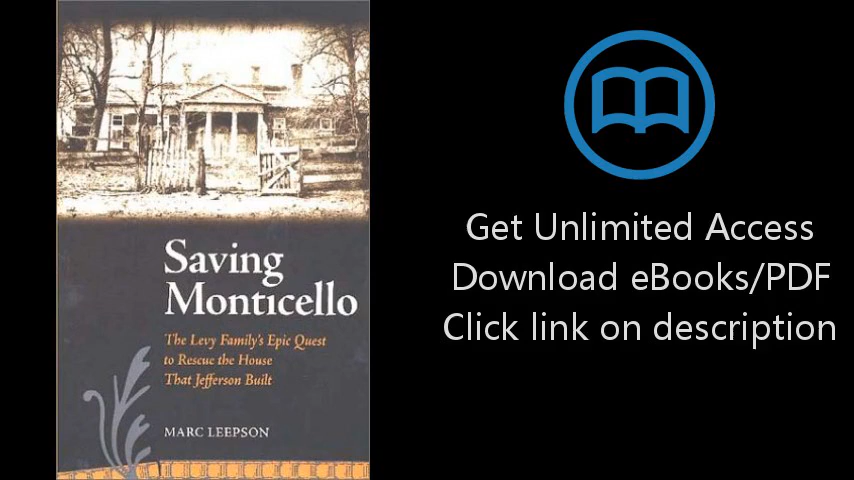 Saving
Monticello
The Levy Family's Epic Quest
to Rescue the House
That Jefferson Built
MARC LEEPSON
Get Unlimited Access
Download eBooks/PDF
Click link on description